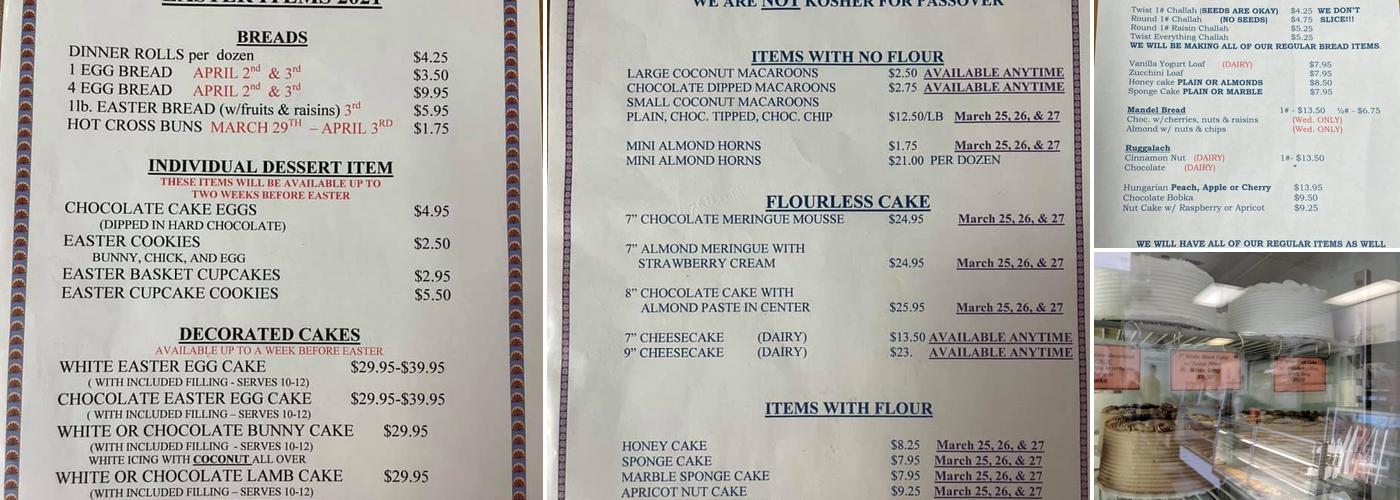 EASTER ITEMS 2021
BREADS
DINNER ROLLS per dozen $4.25
1 EGG BREAD APRIL 2nd & 3rd $3.50
4 EGG BREAD APRIL 2nd & 3rd $9.95
1lb. EASTER BREAD (w/fruits & raisins) 3rd $5.95
HOT CROSS BUNS MARCH 29TH – APRIL 3RD $1.75
INDIVIDUAL DESSERT ITEM
THESE ITEMS WILL BE AVAILABLE UP TO
TWO WEEKS BEFORE EASTER
CHOCOLATE CAKE EGGS $4.95
(DIPPED IN HARD CHOCOLATE)
EASTER COOKIES $2.50
BUNNY, CHICK, AND EGG
EASTER BASKET CUPCAKES $2.95
EASTER CUPCAKE COOKIES $5.50
DECORATED CAKES
AVAILABLE UP TO A WEEK BEFORE EASTER
WHITE EASTER EGG CAKE $29.95-$39.95
( WITH INCLUDED FILLING - SERVES 10-12)
CHOCOLATE EASTER EGG CAKE $29.95-$39.95
( WITH INCLUDED FILLING – SERVES 10-12)
WHITE OR CHOCOLATE BUNNY CAKE $29.95
(WITH INCLUDED FILLING - SERVES 10-12)
WHITE ICING WITH COCONUT ALL OVER
WHITE OR CHOCOLATE LAMB CAKE $29.95
(WITH INCLUDED FILLING – SERVES 10-12)
WE ARE NOT KOSHER FOR PASSOVER
ITEMS WITH NO FLOUR
LARGE COCONUT MACAROONS $2.50 AVAILABLE ANYTIME
CHOCOLATE DIPPED MACAROONS $2.75 AVAILABLE ANYTIME
SMALL COCONUT MACAROONS
PLAIN, CHOC. TIPPED, CHOC. CHIP $12.50/LB March 25, 26, & 27
MINI ALMOND HORNS $1.75 March 25, 26, & 27
MINI ALMOND HORNS $21.00 PER DOZEN
FLOURLESS CAKE
7” CHOCOLATE MERINGUE MOUSSE $24.95 March 25, 26, & 27
7” ALMOND MERINGUE WITH
STRAWBERRY CREAM $24.95 March 25, 26, & 27
8” CHOCOLATE CAKE WITH
ALMOND PASTE IN CENTER $25.95 March 25, 26, & 27
7” CHEESECAKE (DAIRY) $13.50 AVAILABLE ANYTIME
9” CHEESECAKE (DAIRY) $23. AVAILABLE ANYTIME
ITEMS WITH FLOUR
HONEY CAKE $8.25 March 25, 26, & 27
SPONGE CAKE $7.95 March 25, 26, & 27
MARBLE SPONGE CAKE $7.95 March 25, 26, & 27
APRICOT NUT CAKE $9.25 March 25, 26, & 27
Twist 1# Challah (SEEDS ARE OKAY) $4.25 WE DON'T
Round 1# Challah (NO SEEDS) $4.75 SLICE!!!
Round 1# Raisin Challah $5.25
Twist Everything Challah $5.25
WE WILL BE MAKING ALL OF OUR REGULAR BREAD ITEMS.
Vanilla Yogurt Loaf (DAIRY) $7.95
Zucchini Loaf $7.95
Honey cake PLAIN OR ALMONDS $8.50
Sponge Cake PLAIN OR MARBLE $7.95
Mandel Bread 1# - $13.50 ½# - $6.75
Choc. w/cherries, nuts & raisins (Wed. ONLY)
Almond w/ nuts & chips (Wed. ONLY)
Ruggalach
Cinnamon Nut (DAIRY) 1#- $13.50
Chocolate (DAIRY) "
Hungarian Peach, Apple or Cherry $13.95
Chocolate Bobka $9.50
Nut Cake w/ Raspberry or Apricot $9.25
WE WILL HAVE ALL OF OUR REGULAR ITEMS AS WELL